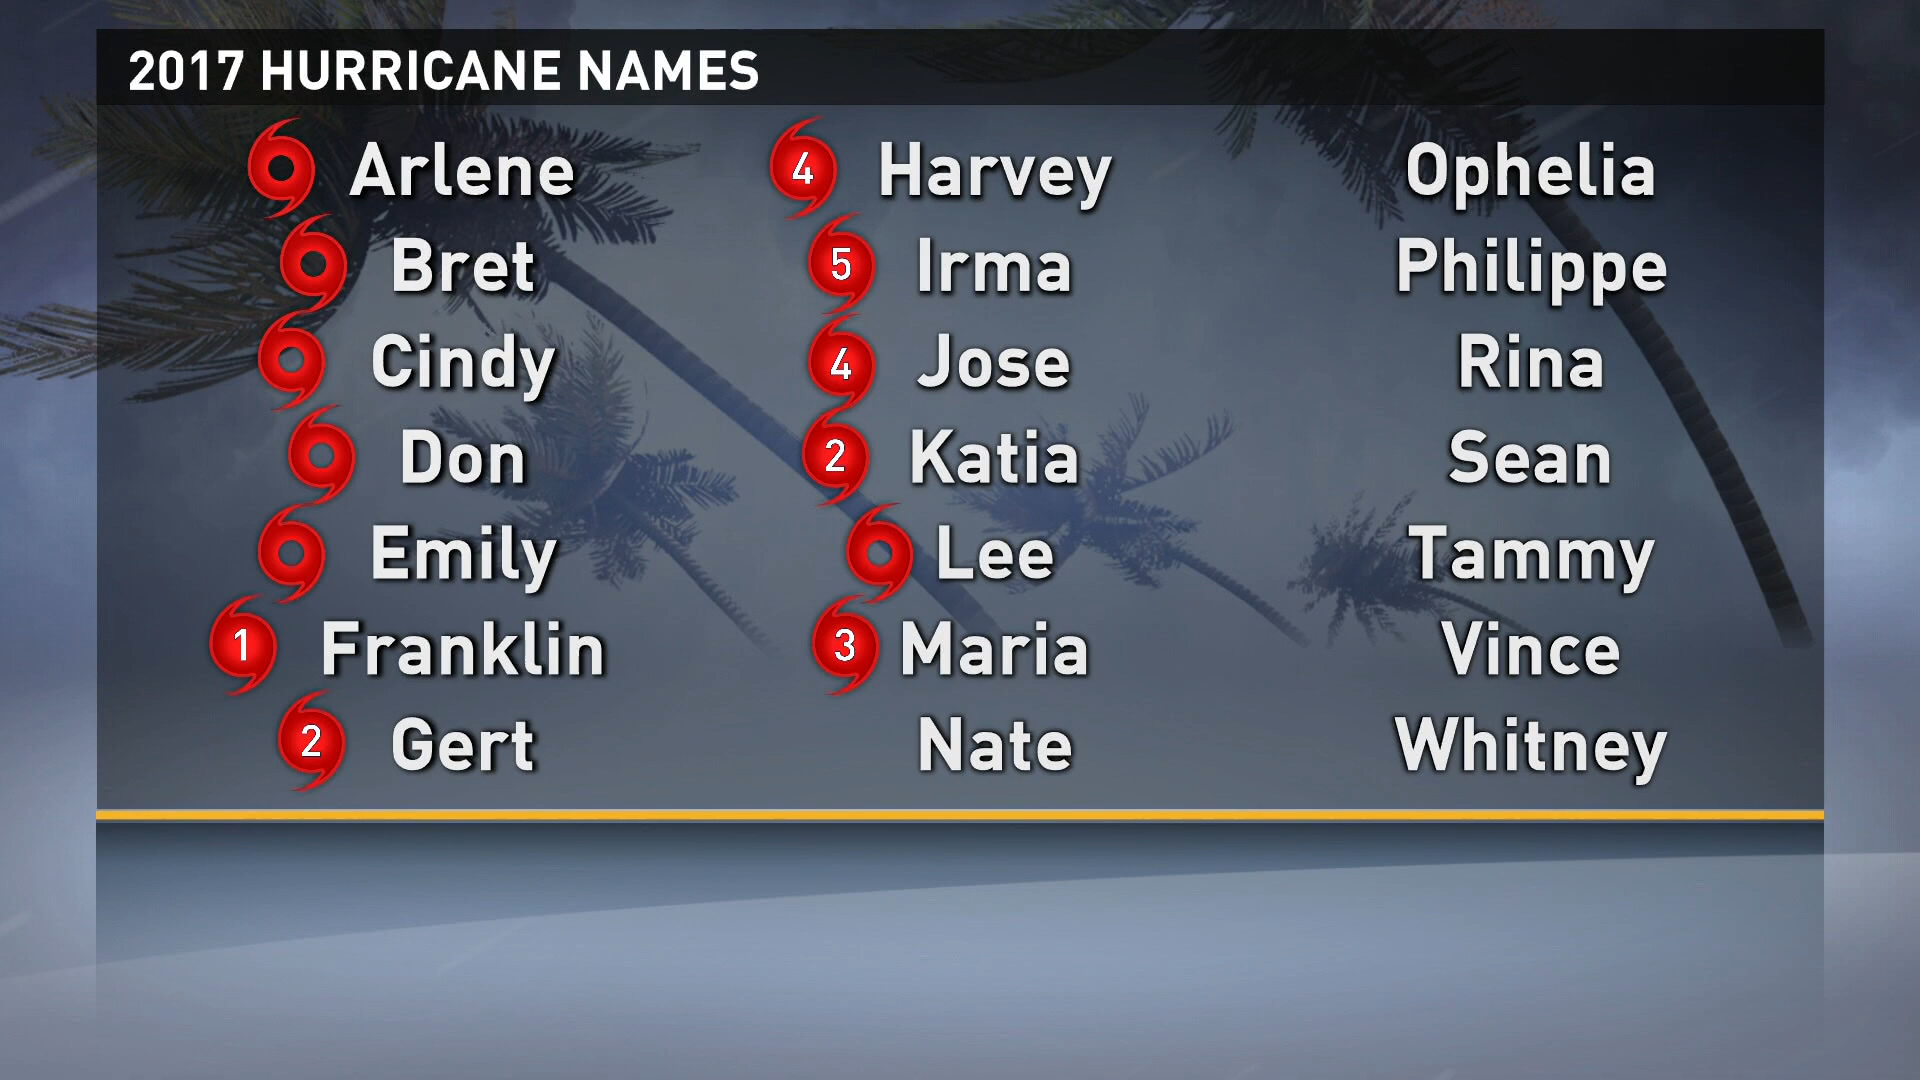 2017 HURRICANE NAMES
Arlene
Bret
Cindy
Don
Emily
1 Franklin
2 Gert
4 Harvey
5 Irma
4 Jose
2 Katia
Lee
3 Maria
Nate
Ophelia
Philippe
Rina
Sean
Tammy
Vince
Whitney